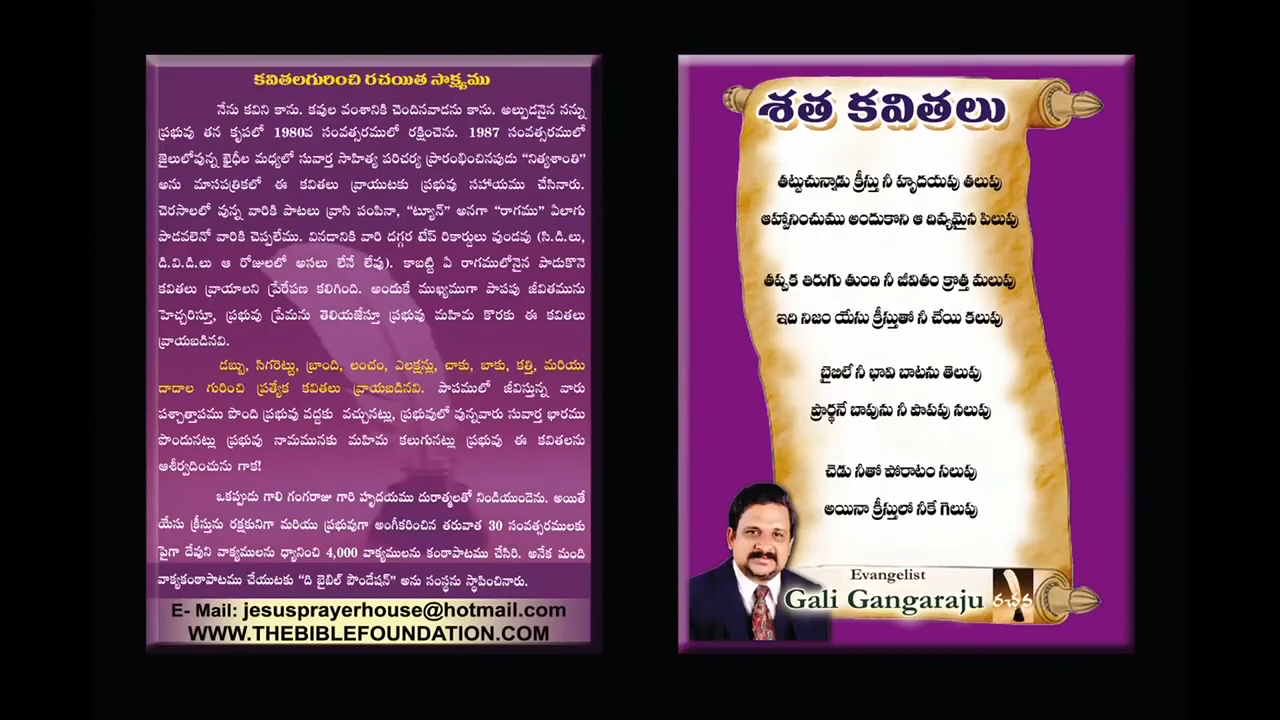 కవితలగురించి రచయిత సాక్ష్యము
నేను కవిని కాను. కవుల వంశానికి చెందినవాడను కాను. అల్పుడనైన నన్ను
ప్రభువు తన కృపలో 1980వ సంవత్సరములో రక్షించెను. 1987 సంవత్సరములో
జైలులోవున్న ఖైదీల మధ్యలో సువార్త సాహిత్య పరిచర్య ప్రారంభించినపుడు “నిత్యశాంతి”
అను మాసపత్రికలో ఈ కవితలు వ్రాయుటకు ప్రభువు సహాయము చేసినారు.
చెరసాలలో వున్న వారికి పాటలు వ్రాసి పంపినా, “ట్యూన్” అనగా “రాగము” ఏలాగు
పాడవలెనో వారికి చెప్పలేము. వినడానికి వారి దగ్గర టేప్ రికార్డులు వుండవు (సి.డి.లు,
డి.వి.డి.లు ఆ రోజులలో అసలు లేనే లేవు). కాబట్టి ఏ రాగములోనైన పాడుకొనె
కవితలు వ్రాయాలని ప్రేరేపణ కలిగింది. అందుకే ముఖ్యముగా పాపపు జీవితమును
హెచ్చరిస్తూ, ప్రభువు ప్రేమను తెలియజేస్తూ ప్రభువు మహిమ కొరకు ఈ కవితలు
వ్రాయబడినవి.
డబ్బు, సిగరెట్టు, బ్రాంది, లంచం, ఎలక్షన్లు, చాకు, బాకు, కత్తి, మరియు
దాదాల గురించి ప్రత్యేక కవితలు వ్రాయబడినవి. పాపములో జీవిస్తున్న వారు
పశ్చాత్తాపము పొంది ప్రభువు వద్దకు వచ్చునట్లు, ప్రభువులో వున్నవారు సువార్త భారము
పొందునట్లు ప్రభువు నామమునకు మహిమ కలుగునట్లు ప్రభువు ఈ కవితలను
ఆశీర్వదించును గాక!
ఒకప్పుడు గాలి గంగరాజు గారి హృదయము దురాత్మలతో నిండియుండెను. అయితే
యేసు క్రీస్తును రక్షకునిగా మరియు ప్రభువుగా అంగీకరించిన తరువాత 30 సంవత్సరములకు
పైగా దేవుని వాక్యములను ధ్యానించి 4,000 వాక్యములను కంఠాపాటము చేసిరి. అనేక మంది
వాక్యకంఠాపాటము చేయుటకు “ది బైబిల్ ఫౌండేషన్” అను సంస్థను స్థాపించినారు.
E- Mail: jesusprayerhouse@hotmail.com
WWW.THEBIBLEFOUNDATION.COM
శత కవితలు
తట్టుచున్నాడు క్రీస్తు నీ హృదయపు తలుపు
ఆహ్వానించుము అందుకొని ఆ దివ్యమైన పిలుపు
తప్పక తిరుగు తుంది నీ జీవితం క్రొత్త మలుపు
ఇది నిజం యేసు క్రీస్తుతో నీ చేయి కలుపు
బైబిలే నీ భావి బాటను తెలుపు
ప్రార్థనే బాపును నీ పాపపు నలుపు
చెడు నీతో పోరాటం సలుపు
అయినా క్రీస్తులో నీకే గెలుపు
Evangelist
Gali Gangaraju రచన